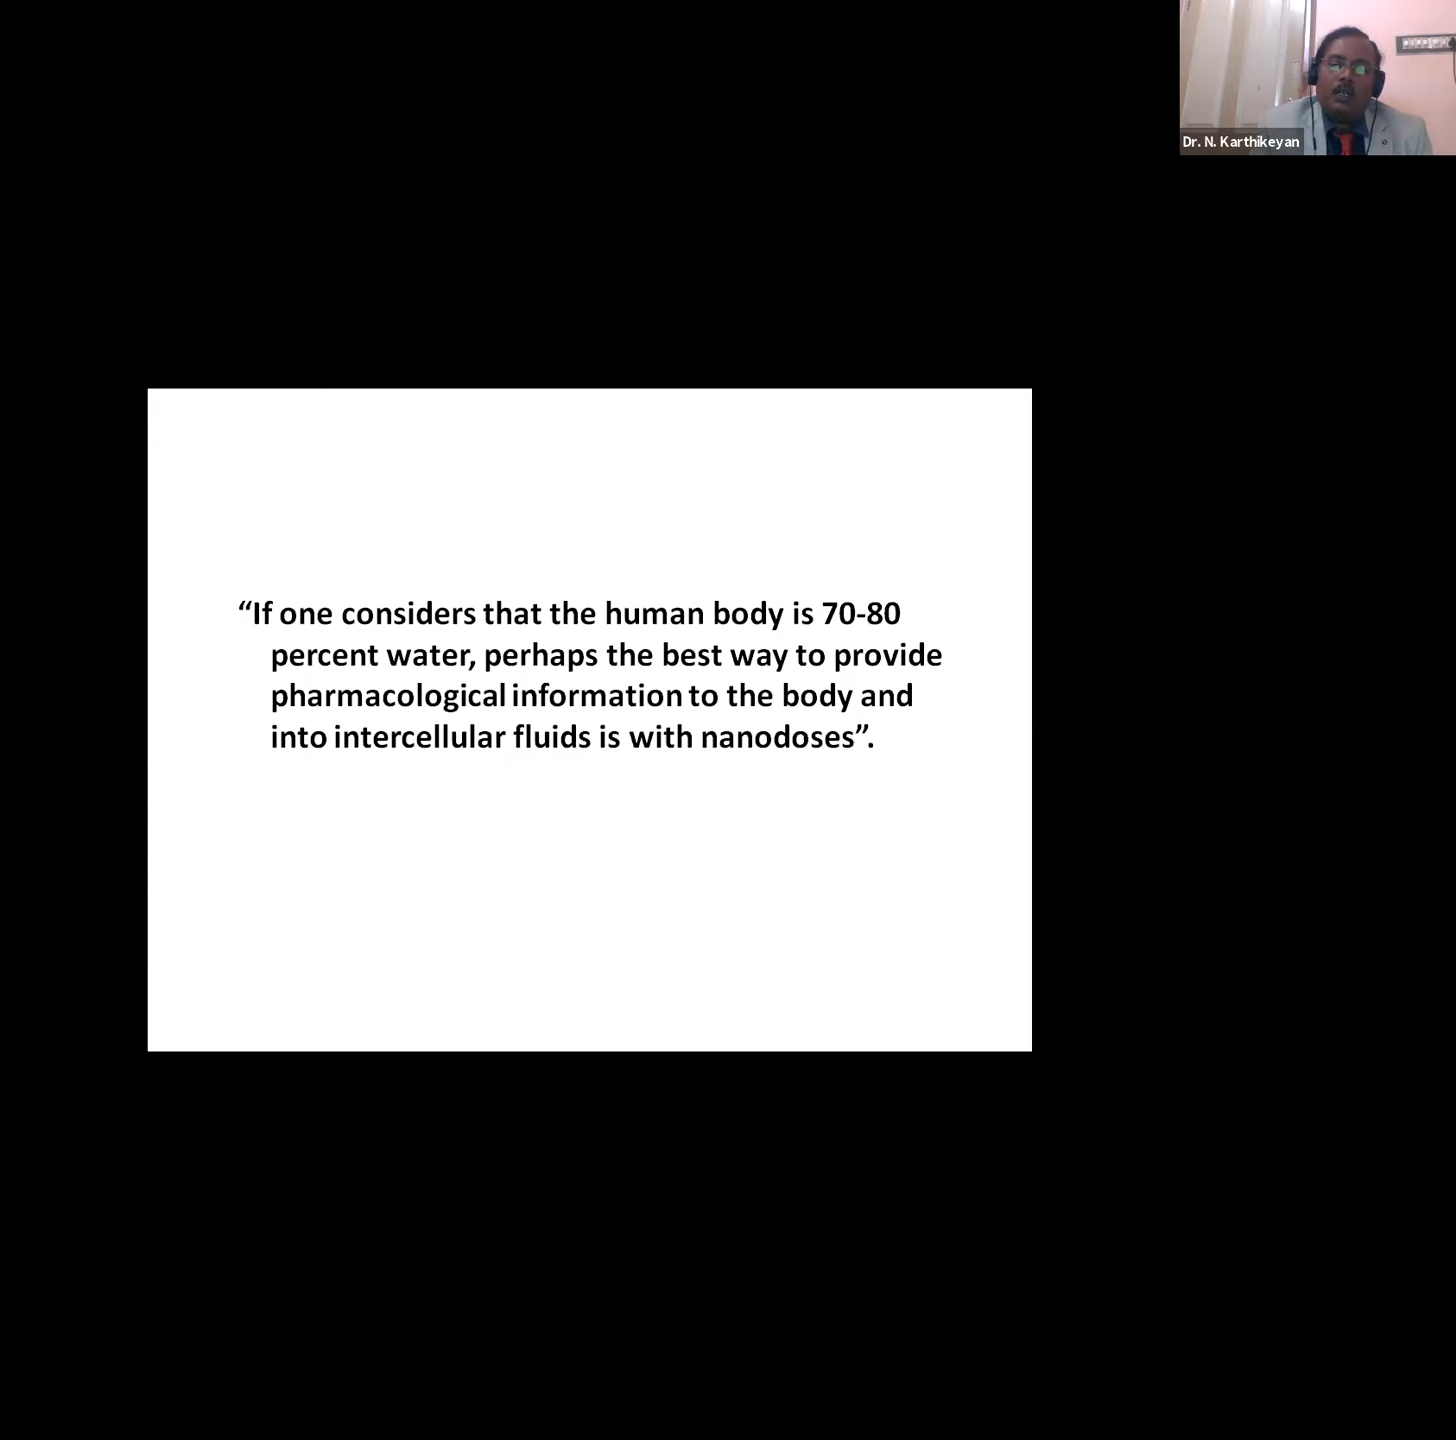 Dr. N. Karthikeyan
“If one considers that the human body is 70-80
percent water, perhaps the best way to provide
pharmacological information to the body and
into intercellular fluids is with nanodoses”.